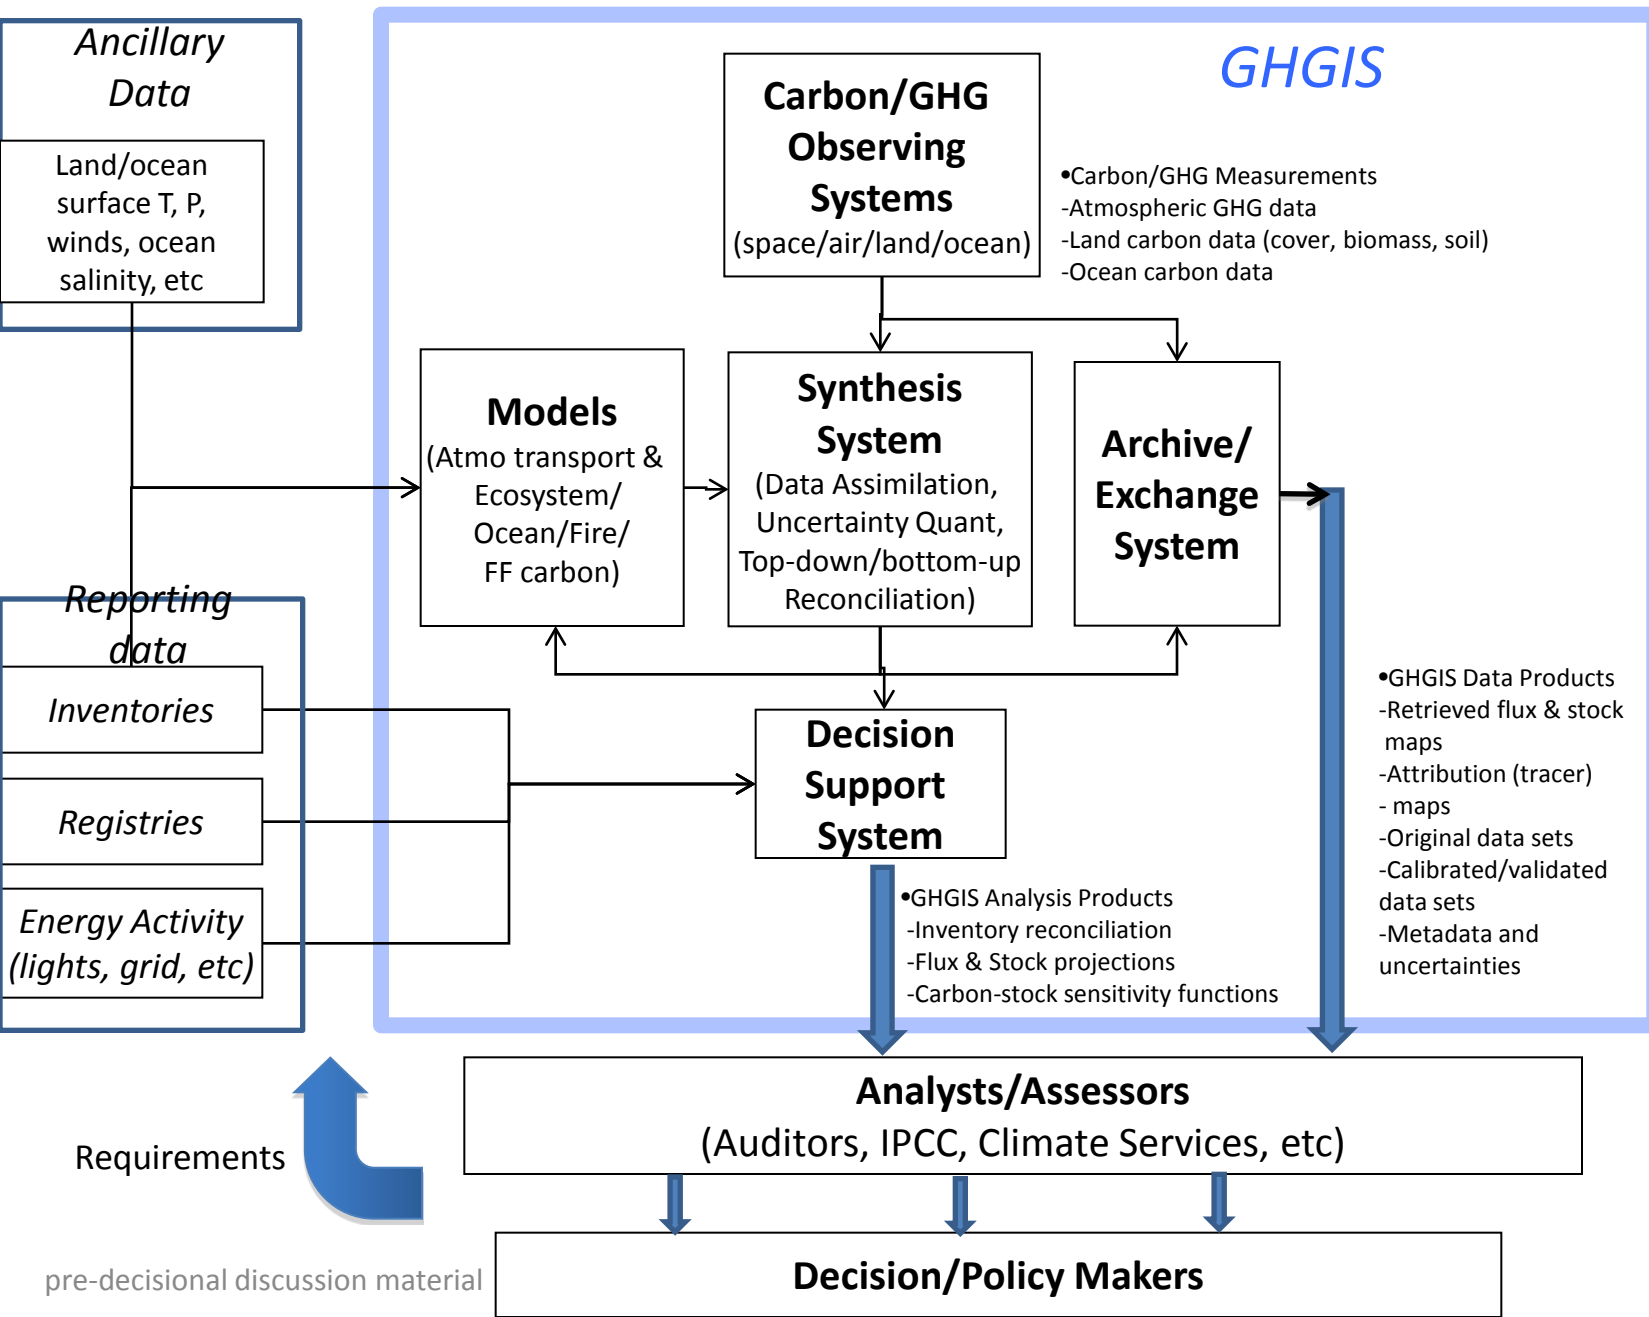 Ancillary
Data
Land/ocean
surface T, P,
winds, ocean
salinity, etc
GHGIS
Carbon/GHG
Observing
Systems
(space/air/land/ocean)
•Carbon/GHG Measurements
-Atmospheric GHG data
-Land carbon data (cover, biomass, soil)
-Ocean carbon data
Models
(Atmo transport &
Ecosystem/
Ocean/Fire/
FF carbon)
Synthesis
System
(Data Assimilation,
Uncertainty Quant,
Top-down/bottom-up
Reconciliation)
Archive/
Exchange
System
Reporting
data
Inventories
Registries
Energy Activity
(lights, grid, etc)
Decision
Support
System
•GHGIS Data Products
-Retrieved flux & stock
maps
-Attribution (tracer)
- maps
-Original data sets
-Calibrated/validated
data sets
-Metadata and
uncertainties
•GHGIS Analysis Products
-Inventory reconciliation
-Flux & Stock projections
-Carbon-stock sensitivity functions
Requirements
Analysts/Assessors
(Auditors, IPCC, Climate Services, etc)
Decision/Policy Makers
pre-decisional discussion material